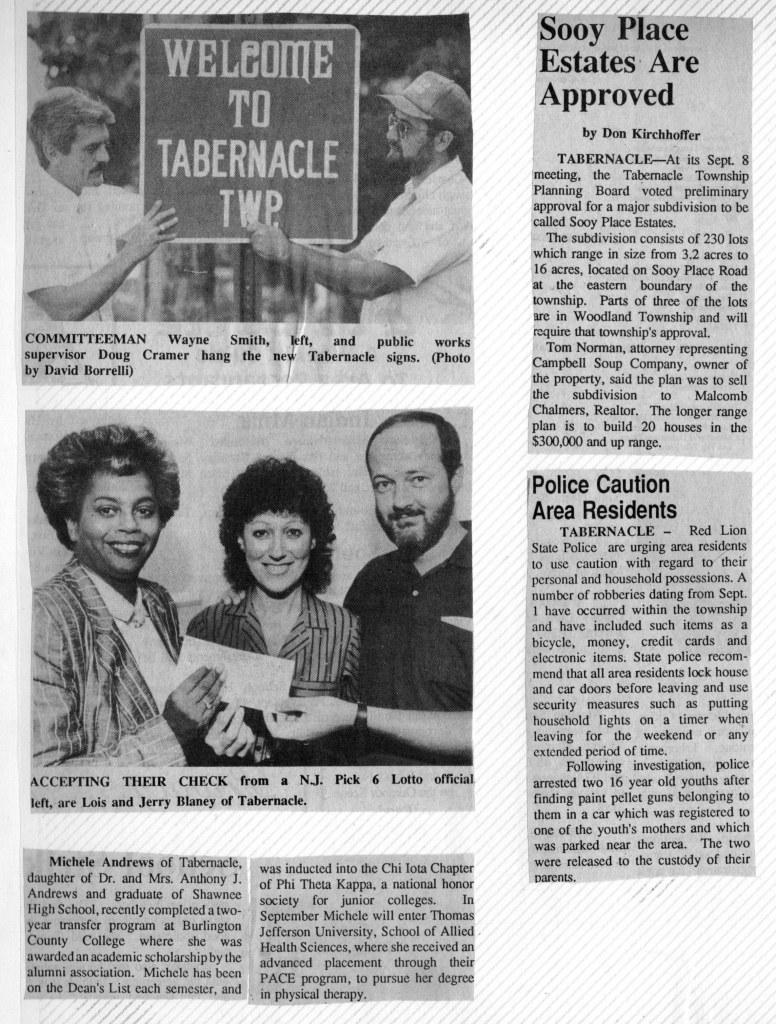 WELCOME
TO
TABERNACLE
TWP.
COMMITTEEMAN Wayne Smith, left, and public works
supervisor Doug Cramer hang the new Tabernacle signs. (Photo
by David Borrelli)
ACCEPTING THEIR CHECK from a N.J. Pick 6 Lotto official
left, are Lois and Jerry Blaney of Tabernacle.
Michele Andrews of Tabernacle,
daughter of Dr. and Mrs. Anthony J.
Andrews and graduate of Shawnee
High School, recently completed a two-
year transfer program at Burlington
County College where she was
awarded an academic scholarship by the
alumni association. Michele has been
on the Dean's List each semester, and
was inducted into the Chi Iota Chapter
of Phi Theta Kappa, a national honor
society for junior colleges. In
September Michele will enter Thomas
Jefferson University, School of Allied
Health Sciences, where she received an
advanced placement through their
PACE program, to pursue her degree
in physical therapy.
Sooy Place
Estates Are
Approved
by Don Kirchhoffer
TABERNACLE—At its Sept. 8
meeting, the Tabernacle Township
Planning Board voted preliminary
approval for a major subdivision to be
called Sooy Place Estates.
The subdivision consists of 230 lots
which range in size from 3.2 acres to
16 acres, located on Sooy Place Road
at the eastern boundary of the
township. Parts of three of the lots
are in Woodland Township and will
require that township's approval.
Tom Norman, attorney representing
Campbell Soup Company, owner of
the property, said the plan was to sell
the subdivision to Malcomb
Chalmers, Realtor. The longer range
plan is to build 20 houses in the
$300,000 and up range.
Police Caution
Area Residents
TABERNACLE – Red Lion
State Police are urging area residents
to use caution with regard to their
personal and household possessions. A
number of robberies dating from Sept.
1 have occurred within the township
and have included such items as a
bicycle, money, credit cards and
electronic items. State police recom-
mend that all area residents lock house
and car doors before leaving and use
security measures such as putting
household lights on a timer when
leaving for the weekend or any
extended period of time.
Following investigation, police
arrested two 16 year old youths after
finding paint pellet guns belonging to
them in a car which was registered to
one of the youth's mothers and which
was parked near the area. The two
were released to the custody of their
parents.